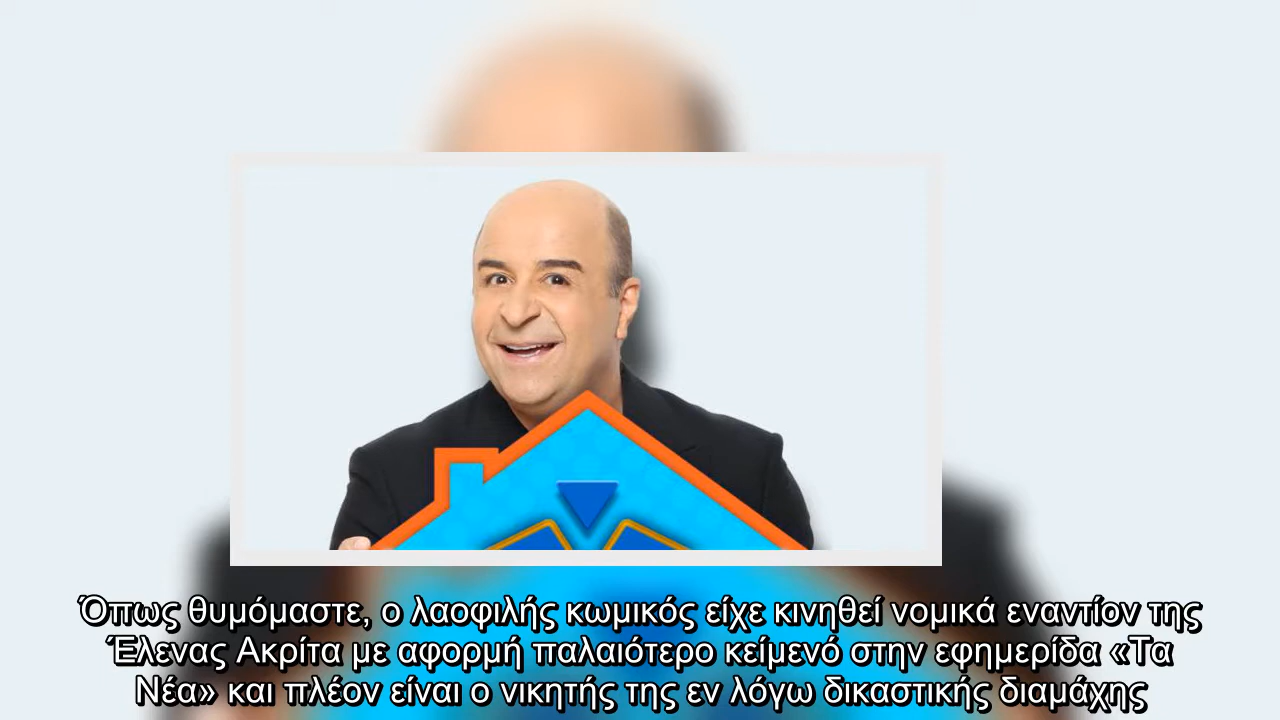 Όπως θυμόμαστε, ο λαοφιλής κωμικός είχε κινηθεί νομικά εναντίον της
Έλενας Ακρίτα με αφορμή παλαιότερο κείμενό στην εφημερίδα «Τα
Νέα» και πλέον είναι ο νικητής της εν λόγω δικαστικής διαμάχης